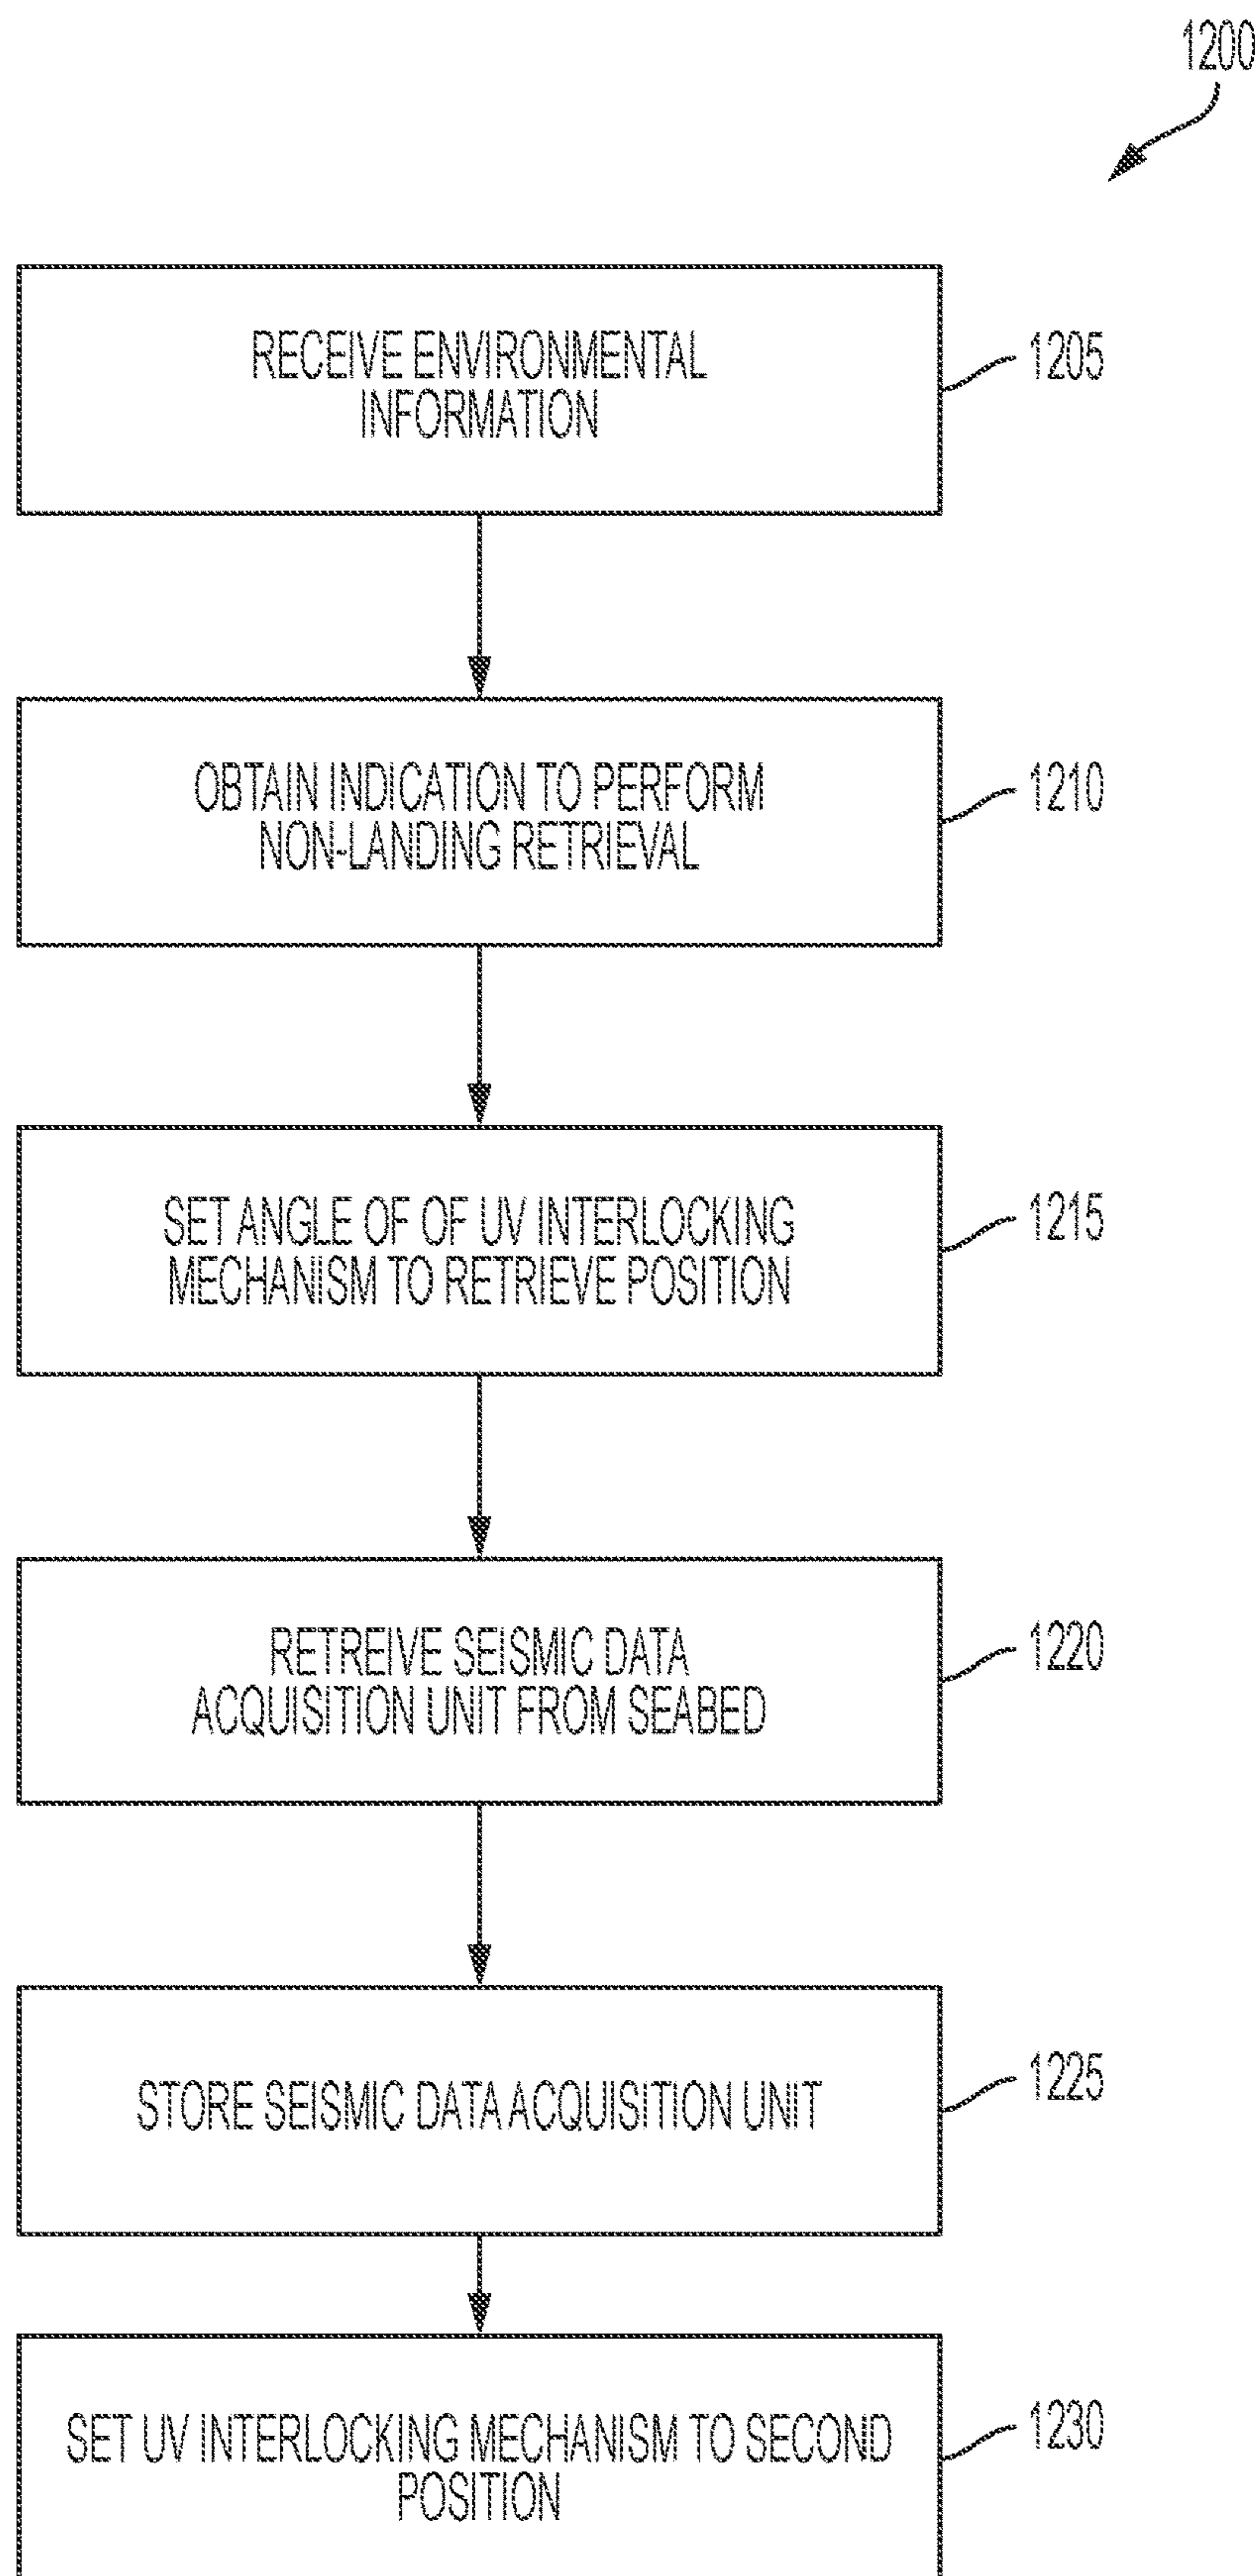 1200
RECEIVE ENVIRONMENTAL
INFORMATION
1205
OBTAIN INDICATION TO PERFORM
NON-LANDING RETRIEVAL
1210
SET ANGLE OF OF UV INTERLOCKING
MECHANISM TO RETRIEVE POSITION
1215
RETREIVE SEISMIC DATA
ACQUISITION UNIT FROM SEABED
1220
STORE SEISMIC DATA ACQUISITION UNIT
1225
SET UV INTERLOCKING MECHANISM TO SECOND
POSITION
1230